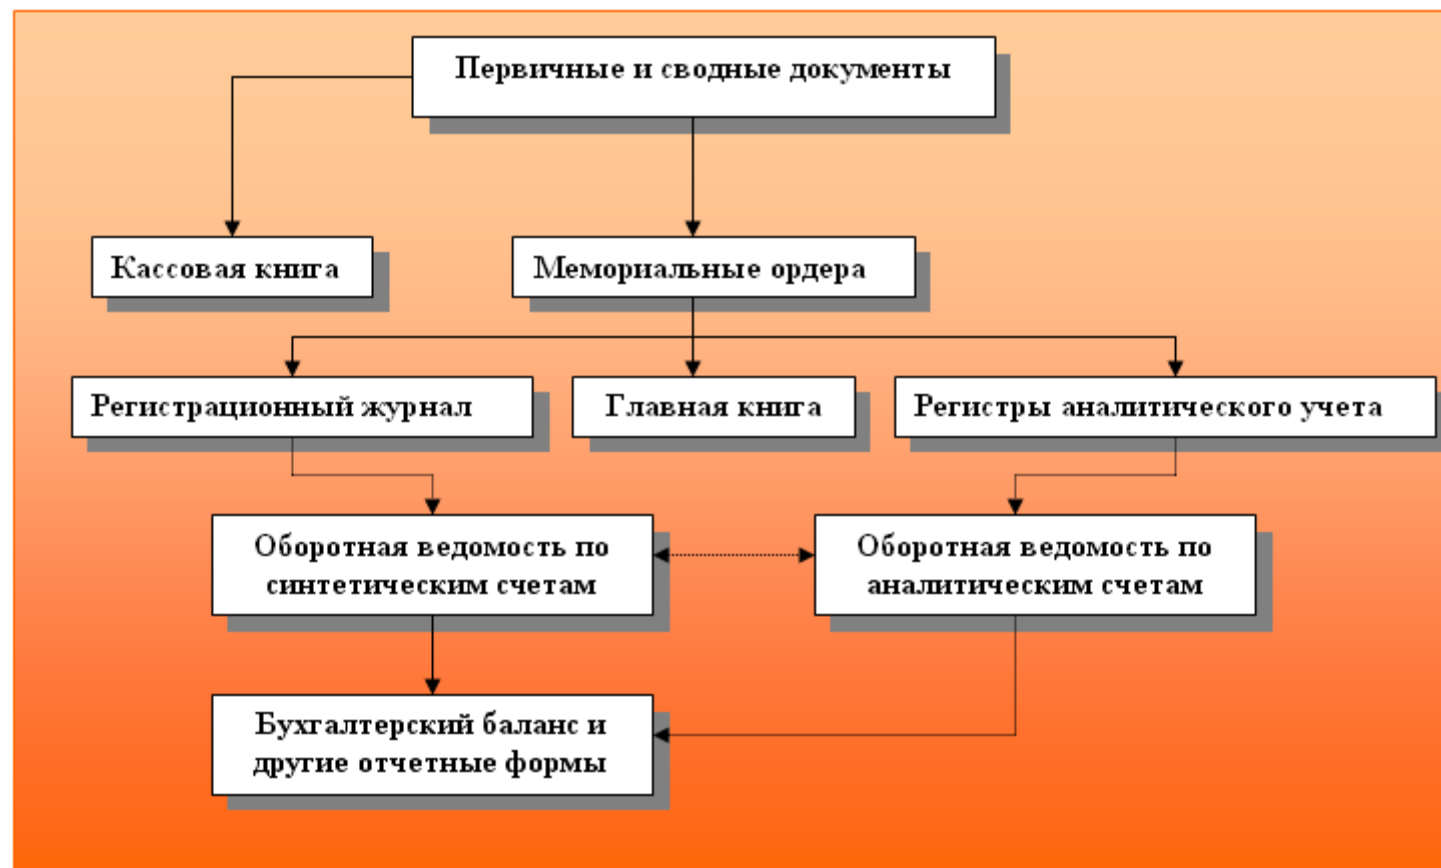 Первичные и сводные документы
Кассовая книга
Мемориальные ордера
Регистрационный журнал
Главная книга
Регистры аналитического учета
Оборотная ведомость по
синтетическим счетам
Оборотная ведомость по
аналитическим счетам
Бухгалтерский баланс и
другие отчетные формы